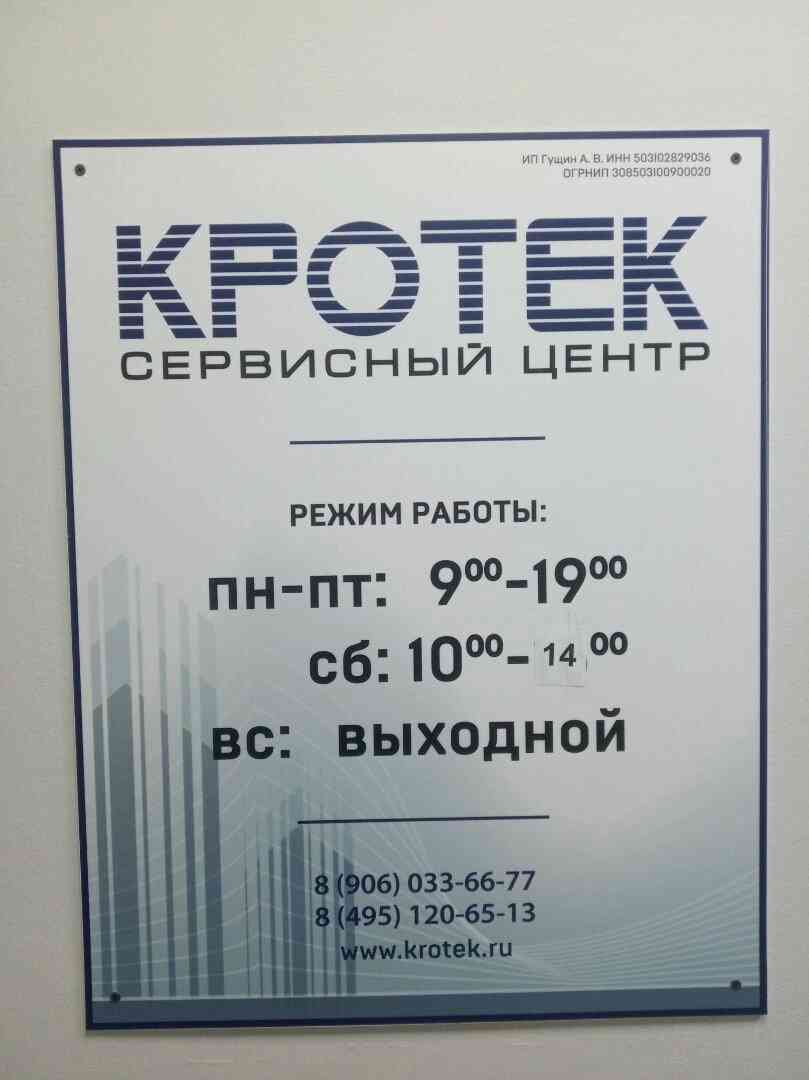 ИП Гущин А. В. ИНН 503102829036
ОГРНИП 308503100900020
КРОТЕК
СЕРВИСНЫЙ ЦЕНТР
РЕЖИМ РАБОТЫ:
пн-пт: 9⁰⁰-19⁰⁰
сб: 10⁰⁰-14⁰⁰
вс: выходной
8 (906) 033-66-77
8 (495) 120-65-13
www.krotek.ru